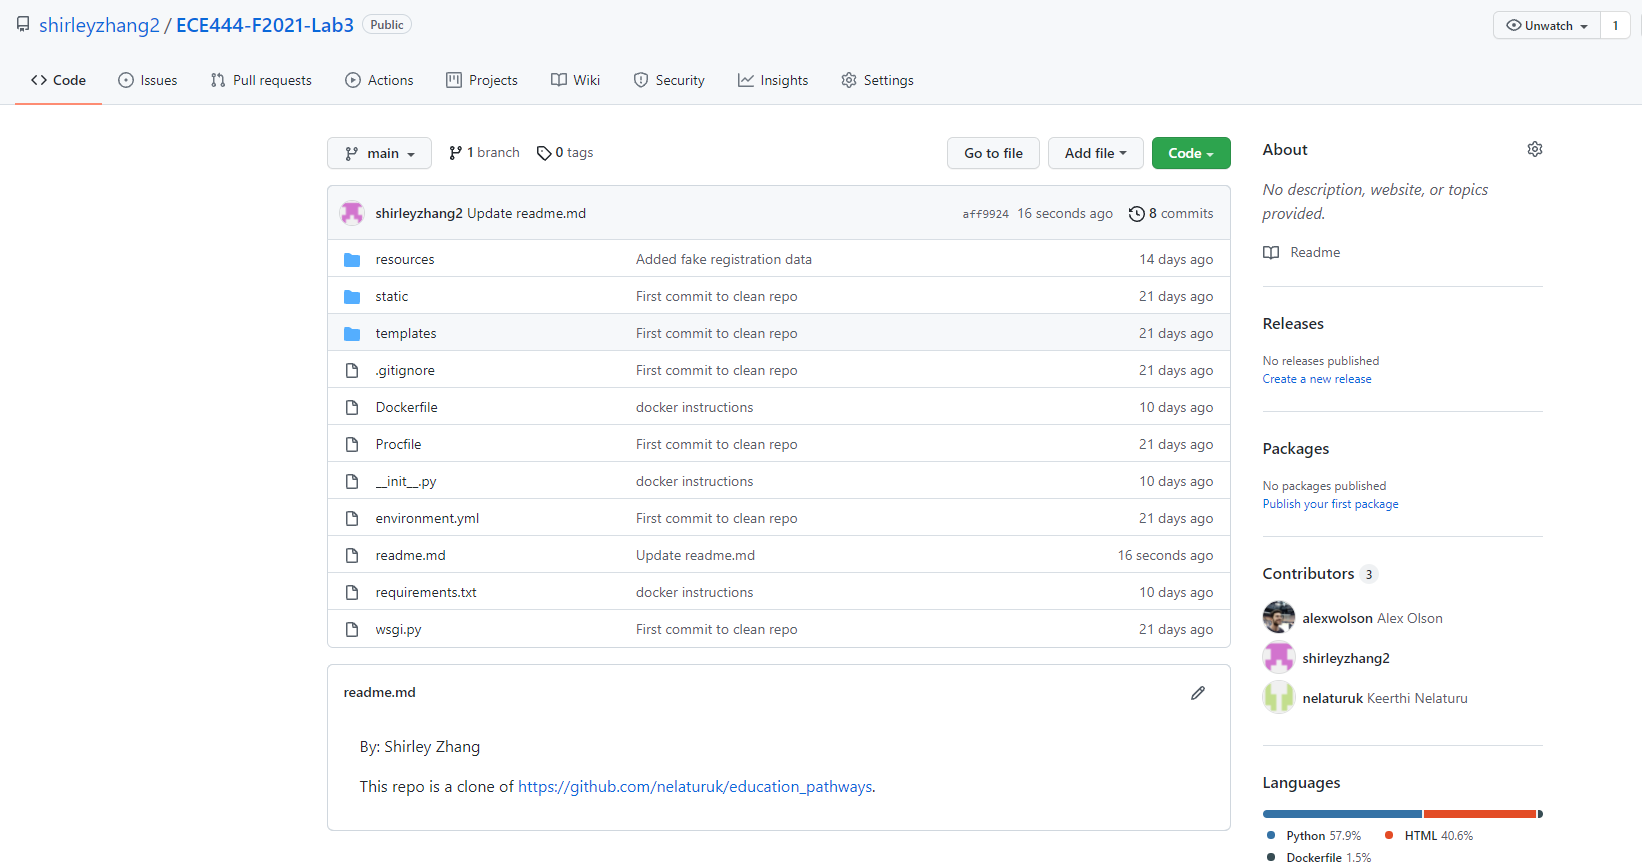 shirleyzhang2 / ECE444-F2021-Lab3 Public Unwatch 1
Code Issues Pull requests Actions Projects Wiki Security Insights Settings
main 1 branch 0 tags Go to file Add file Code
shirleyzhang2 Update readme.md aff9924 16 seconds ago 8 commits
resources Added fake registration data 14 days ago
static First commit to clean repo 21 days ago
templates First commit to clean repo 21 days ago
.gitignore First commit to clean repo 21 days ago
Dockerfile docker instructions 10 days ago
Procfile First commit to clean repo 21 days ago
__init__.py docker instructions 10 days ago
environment.yml First commit to clean repo 21 days ago
readme.md Update readme.md 16 seconds ago
requirements.txt docker instructions 10 days ago
wsgi.py First commit to clean repo 21 days ago
readme.md
By: Shirley Zhang
This repo is a clone of https://github.com/nelaturuk/education_pathways.
About
No description, website, or topics
provided.
Readme
Releases
No releases published
Create a new release
Packages
No packages published
Publish your first package
Contributors 3
alexwolson Alex Olson
shirleyzhang2
nelaturuk Keerthi Nelaturu
Languages
Python 57.9% HTML 40.6%
Dockerfile 1.5%